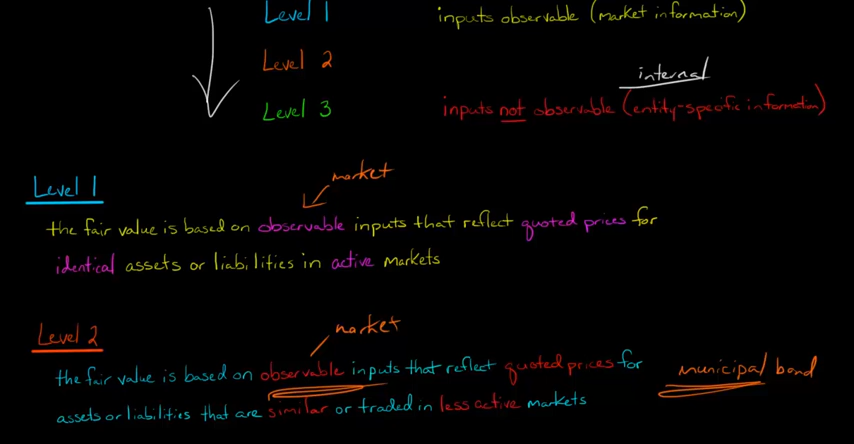 Level 1 inputs observable (market information)
Level 2
internal
Level 3 inputs not observable (entity-specific information)
market
Level 1
the fair value is based on observable inputs that reflect quoted prices for
identical assets or liabilities in active markets
market
Level 2
the fair value is based on observable inputs that reflect quoted prices for
municipal bond
assets or liabilities that are similar or traded in less active markets